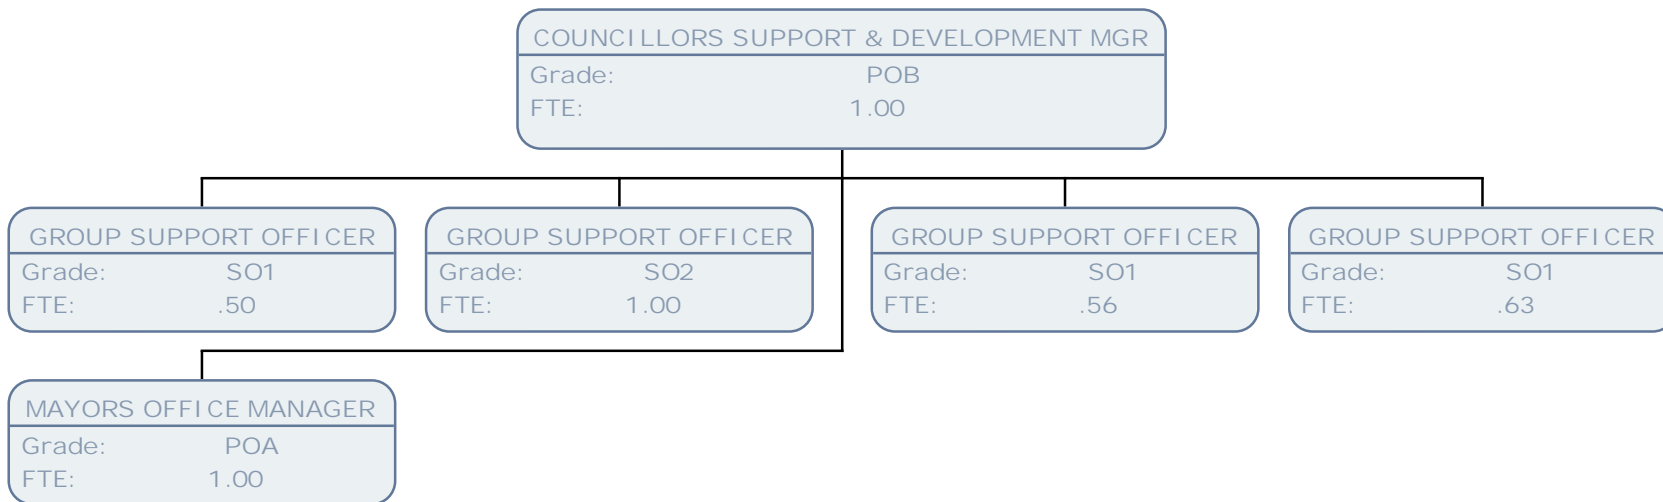 COUNCILLORS SUPPORT & DEVELOPMENT MGR
Grade: POB
FTE: 1.00
GROUP SUPPORT OFFICER
Grade: SO1
FTE: .50
GROUP SUPPORT OFFICER
Grade: SO2
FTE: 1.00
GROUP SUPPORT OFFICER
Grade: SO1
FTE: .56
GROUP SUPPORT OFFICER
Grade: SO1
FTE: .63
MAYORS OFFICE MANAGER
Grade: POA
FTE: 1.00